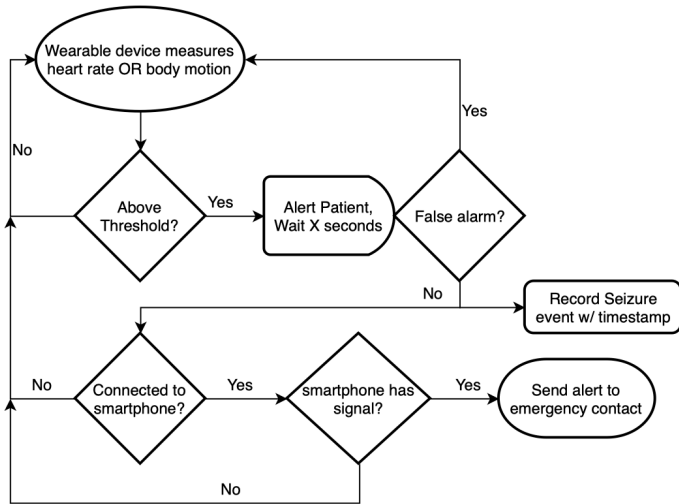 Wearable device measures
heart rate OR body motion
Yes
No
Above
Threshold?
Yes
Alert Patient,
Wait X seconds
False alarm?
No
Record Seizure
event w/ timestamp
Connected to
smartphone?
No
Yes
smartphone has
signal?
Yes
Send alert to
emergency contact
No